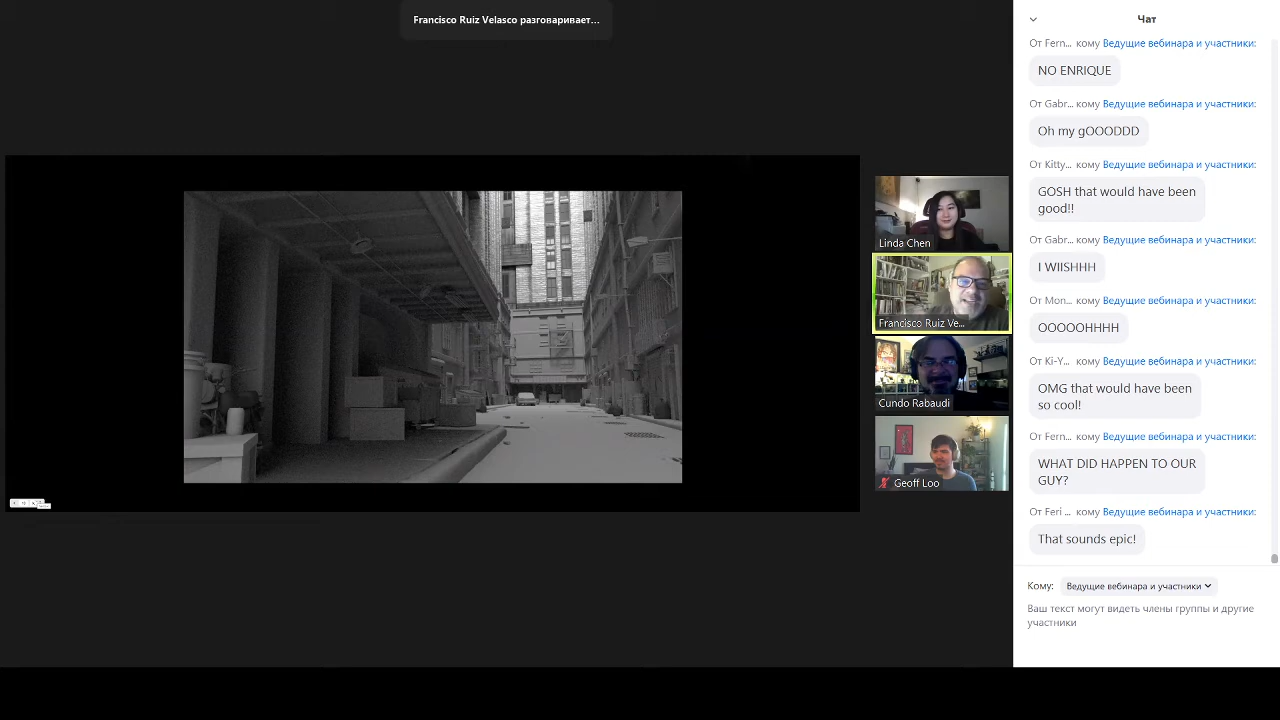 Francisco Ruiz Velasco разговаривает...
Linda Chen
Francisco Ruiz Ve...
Cundo Rabaudi
Geoff Loo
Чат
От Fern... кому Ведущие вебинара и участники:
NO ENRIQUE
От Gabr... кому Ведущие вебинара и участники:
Oh my gOOODDD
От Kitty... кому Ведущие вебинара и участники:
GOSH that would have been
good!!
От Gabr... кому Ведущие вебинара и участники:
I WIISHHH
От Mon... кому Ведущие вебинара и участники:
OOOOOHHHH
От Ki-Y... кому Ведущие вебинара и участники:
OMG that would have been
so cool!
От Fern... кому Ведущие вебинара и участники:
WHAT DID HAPPEN TO OUR
GUY?
От Feri ... кому Ведущие вебинара и участники:
That sounds epic!
Кому: Ведущие вебинара и участники
Ваш текст могут видеть члены группы и другие
участники